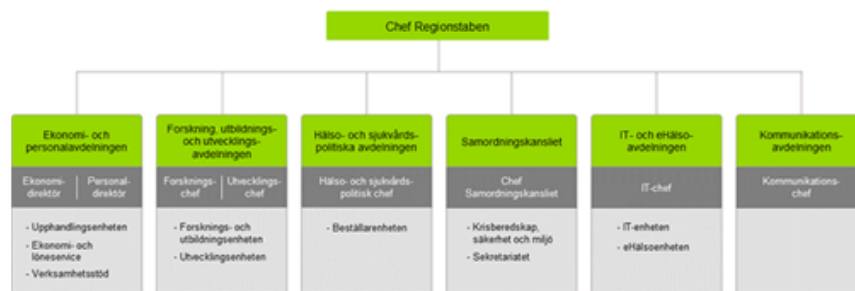 Chef Regionstaben
Ekonomi- och
personalavdelningen
Ekonomi-
direktör
Personal-
direktör
- Upphandlingsenheten
- Ekonomi- och
löneservice
- Verksamhetsstöd
Forskning, utbildnings-
och utvecklings-
avdelningen
Forsknings-
chef
Utvecklings-
chef
- Forsknings- och
utbildningsenheten
- Utvecklingsenheten
Hälso- och sjukvårds-
politiska avdelningen
Hälso- och sjukvårds-
politisk chef
- Beställarenheten
Samordningskansliet
Chef
Samordningskansliet
- Krisberedskap,
säkerhet och miljö
- Sekretariatet
IT- och eHälso-
avdelningen
IT-chef
- IT-enheten
- eHälsoenheten
Kommunikations-
avdelningen
Kommunikations-
chef